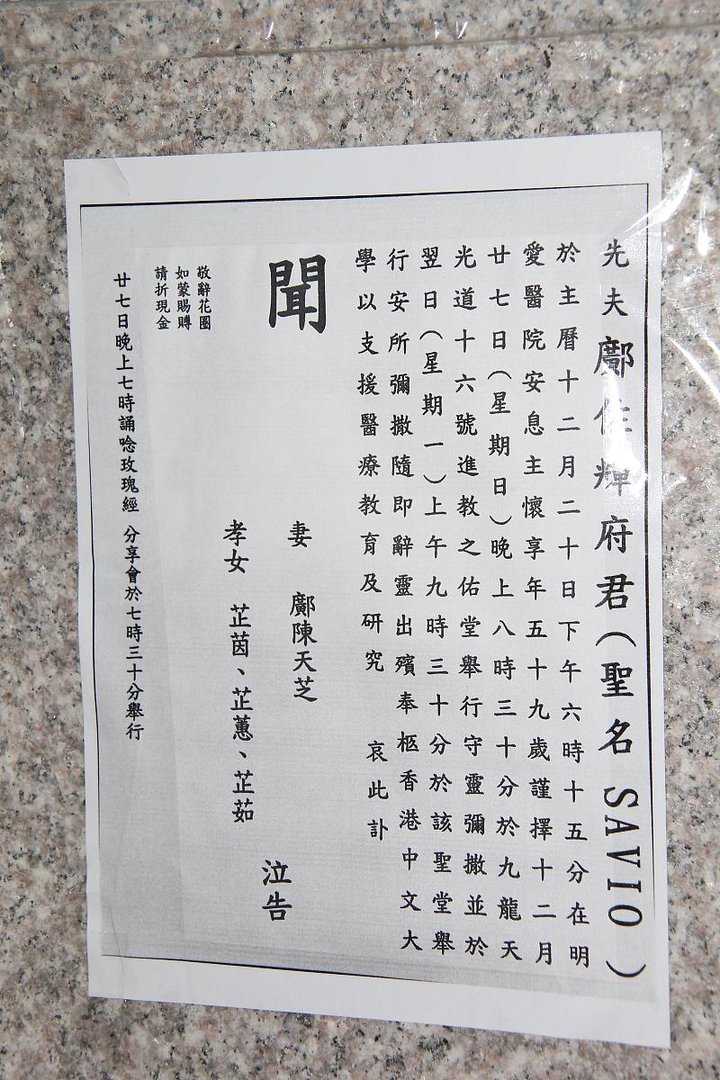 先夫鄺佐輝府君（聖名 SAVIO）
於主曆十二月二十日下午六時十五分在明
愛醫院安息主懷享年五十九歲謹擇十二月
廿七日（星期日）晚上八時三十分於九龍天
光道十六號進教之佑堂舉行守靈彌撒並於
翌日（星期一）上午九時三十分於該聖堂舉
行安所彌撒隨即辭靈出殯奉柩香港中文大
學以支援醫療教育及研究 哀此訃
聞
妻 鄺陳天芝
孝女 芷茵、芷蕙、芷茹
泣告
敬辭花圈
如蒙賜賻
請折現金
廿七日晚上七時誦唸玫瑰經 分享會於七時三十分舉行